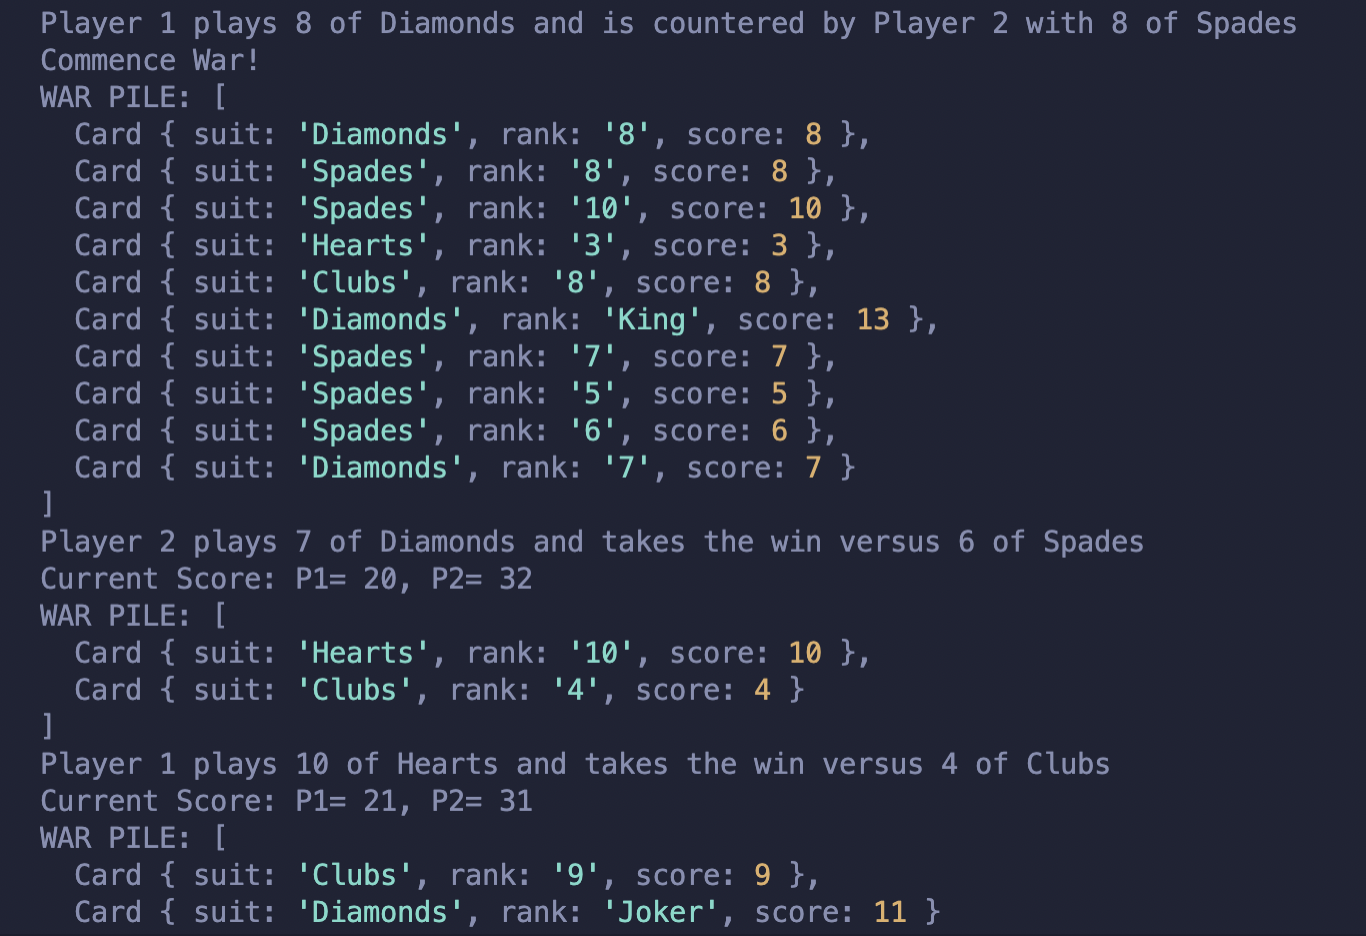 Player 1 plays 8 of Diamonds and is countered by Player 2 with 8 of Spades
Commence War!
WAR PILE: [
  Card { suit: 'Diamonds', rank: '8', score: 8 },
  Card { suit: 'Spades', rank: '8', score: 8 },
  Card { suit: 'Spades', rank: '10', score: 10 },
  Card { suit: 'Hearts', rank: '3', score: 3 },
  Card { suit: 'Clubs', rank: '8', score: 8 },
  Card { suit: 'Diamonds', rank: 'King', score: 13 },
  Card { suit: 'Spades', rank: '7', score: 7 },
  Card { suit: 'Spades', rank: '5', score: 5 },
  Card { suit: 'Spades', rank: '6', score: 6 },
  Card { suit: 'Diamonds', rank: '7', score: 7 }
]
Player 2 plays 7 of Diamonds and takes the win versus 6 of Spades
Current Score: P1= 20, P2= 32
WAR PILE: [
  Card { suit: 'Hearts', rank: '10', score: 10 },
  Card { suit: 'Clubs', rank: '4', score: 4 }
]
Player 1 plays 10 of Hearts and takes the win versus 4 of Clubs
Current Score: P1= 21, P2= 31
WAR PILE: [
  Card { suit: 'Clubs', rank: '9', score: 9 },
  Card { suit: 'Diamonds', rank: 'Joker', score: 11 }